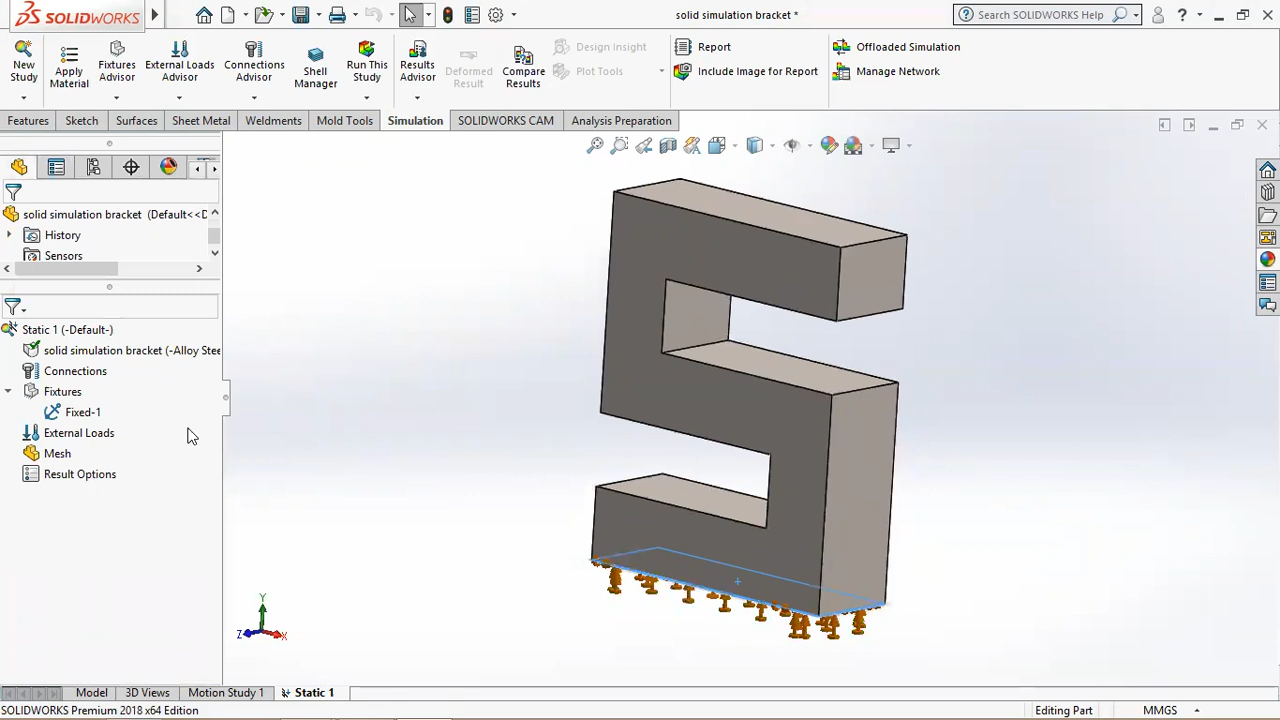 SOLIDWORKS
solid simulation bracket *
Search SOLIDWORKS Help
?
New Study
Apply Material
Fixtures Advisor
External Loads Advisor
Connections Advisor
Shell Manager
Run This Study
Results Advisor
Deformed Result
Compare Results
Design Insight
Plot Tools
Report
Include Image for Report
Offloaded Simulation
Manage Network
Features
Sketch
Surfaces
Sheet Metal
Weldments
Mold Tools
Simulation
SOLIDWORKS CAM
Analysis Preparation
solid simulation bracket (Default<<D
History
Sensors
Static 1 (-Default-)
solid simulation bracket (-Alloy Stee
Connections
Fixtures
Fixed-1
External Loads
Mesh
Result Options
Y
Z
X
Model
3D Views
Motion Study 1
Static 1
SOLIDWORKS Premium 2018 x64 Edition
Editing Part
MMGS